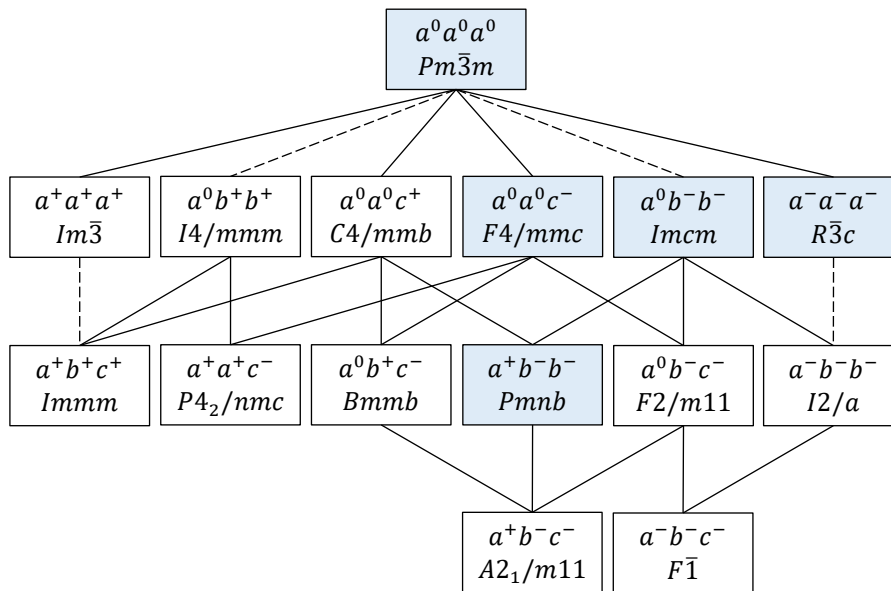 a⁰a⁰a⁰
Pm3̄m
a⁺a⁺a⁺
Im3̄
a⁰b⁺b⁺
I4/mmm
a⁰a⁰c⁺
C4/mmb
a⁰a⁰c⁻
F4/mmc
a⁰b⁻b⁻
Imcm
a⁻a⁻a⁻
R3̄c
a⁺b⁺c⁺
Immm
a⁺a⁺c⁻
P4₂/nmc
a⁰b⁺c⁻
Bmmb
a⁺b⁻b⁻
Pmnb
a⁰b⁻c⁻
F2/m11
a⁻b⁻b⁻
I2/a
a⁺b⁻c⁻
A2₁/m11
a⁻b⁻c⁻
F1̄